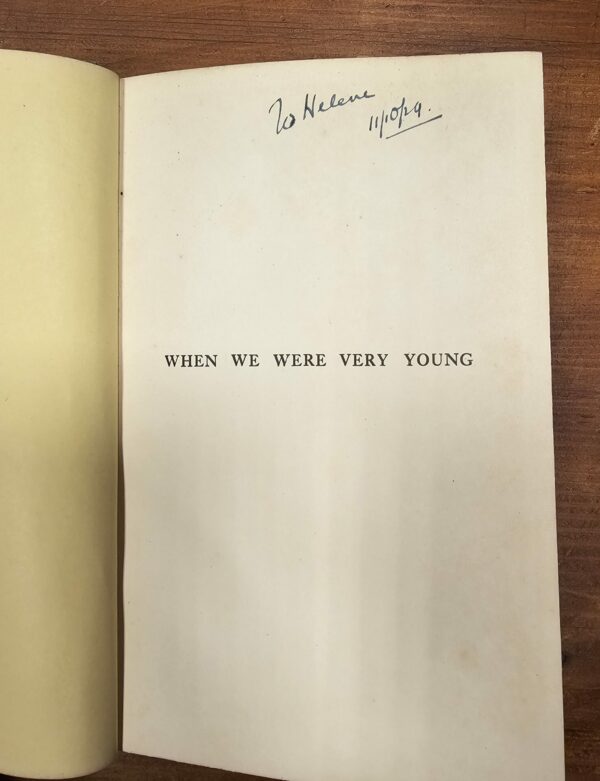 To Helene
11/10/29.
WHEN WE WERE VERY YOUNG